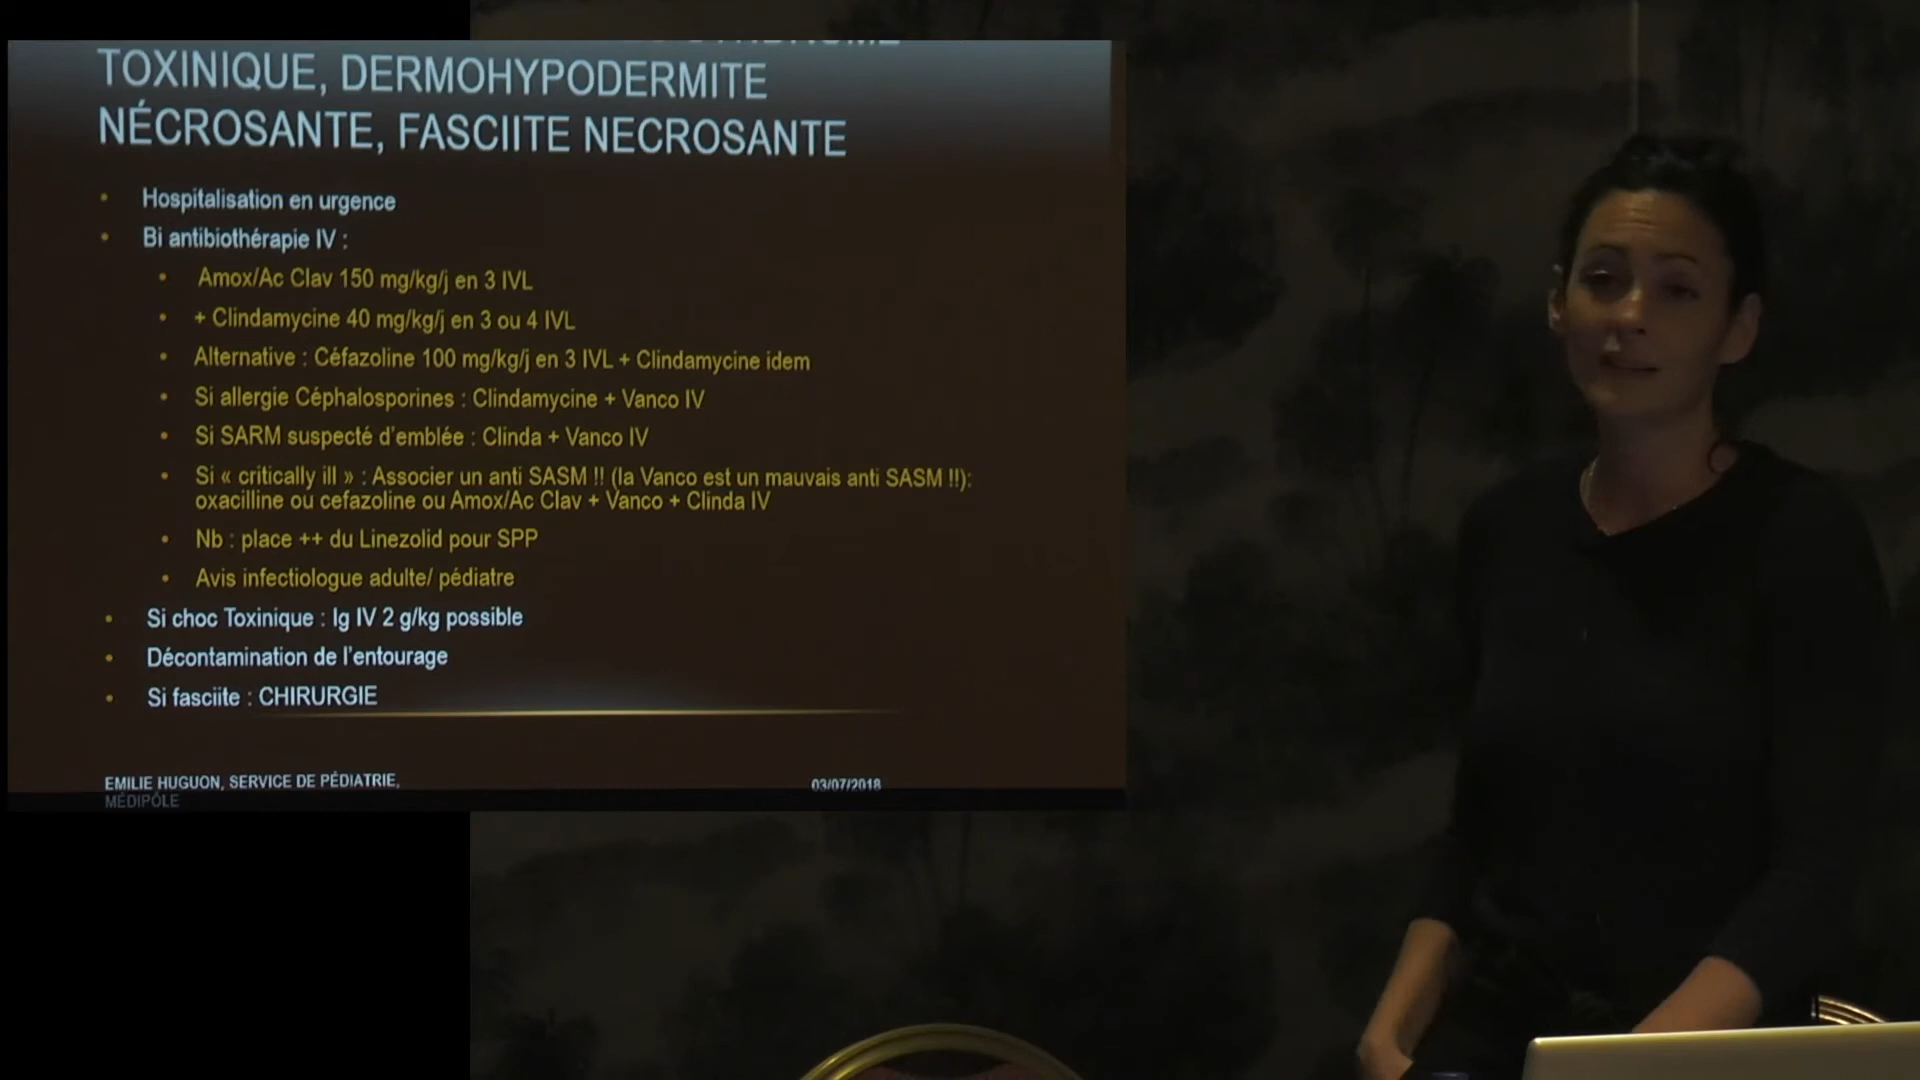 TOXINIQUE, DERMOHYPODERMITE
NÉCROSANTE, FASCIITE NECROSANTE
• Hospitalisation en urgence
• Bi antibiothérapie IV :
• Amox/Ac Clav 150 mg/kg/j en 3 IVL
• + Clindamycine 40 mg/kg/j en 3 ou 4 IVL
• Alternative : Céfazoline 100 mg/kg/j en 3 IVL + Clindamycine idem
• Si allergie Céphalosporines : Clindamycine + Vanco IV
• Si SARM suspecté d'emblée : Clinda + Vanco IV
• Si « critically ill » : Associer un anti SASM !! (la Vanco est un mauvais anti SASM !!):
oxacilline ou cefazoline ou Amox/Ac Clav + Vanco + Clinda IV
• Nb : place ++ du Linezolid pour SPP
• Avis infectiologue adulte/ pédiatre
• Si choc Toxinique : Ig IV 2 g/kg possible
• Décontamination de l'entourage
• Si fasciite : CHIRURGIE
EMILIE HUGUON, SERVICE DE PÉDIATRIE,
MÉDIPÔLE
03/07/2018